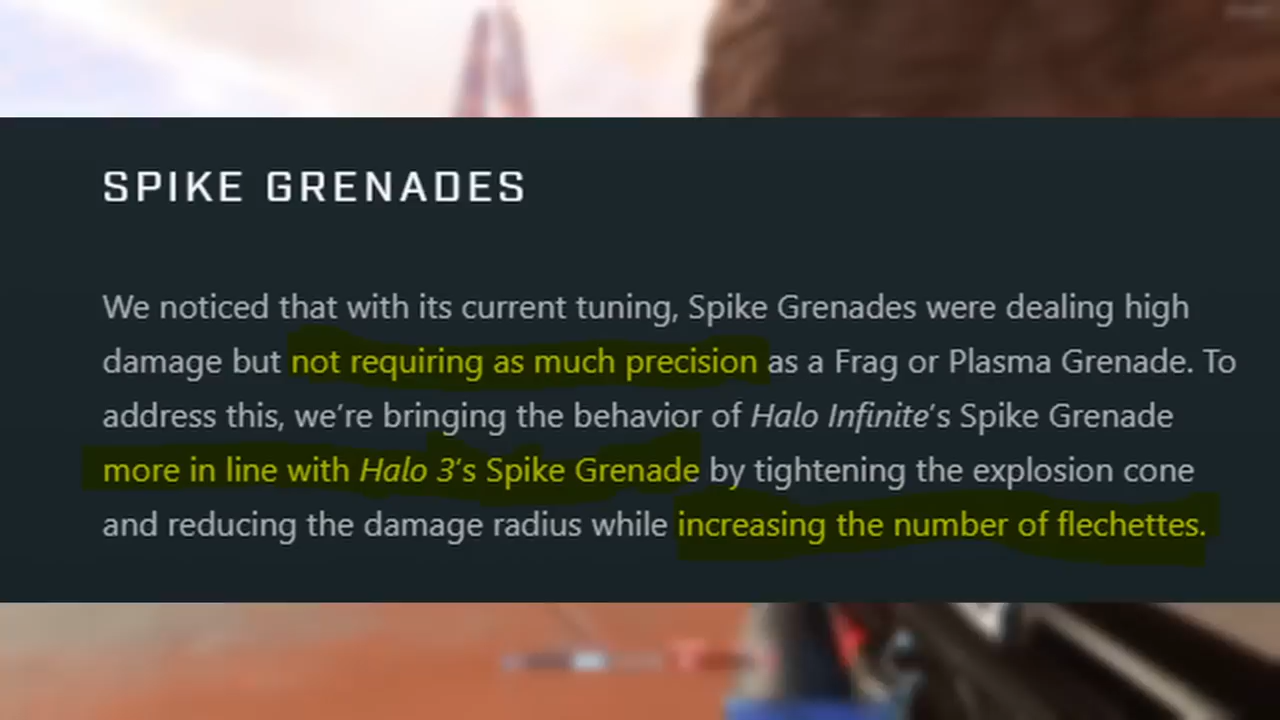 SPIKE GRENADES
We noticed that with its current tuning, Spike Grenades were dealing high
damage but not requiring as much precision as a Frag or Plasma Grenade. To
address this, we're bringing the behavior of Halo Infinite's Spike Grenade
more in line with Halo 3's Spike Grenade by tightening the explosion cone
and reducing the damage radius while increasing the number of flechettes.